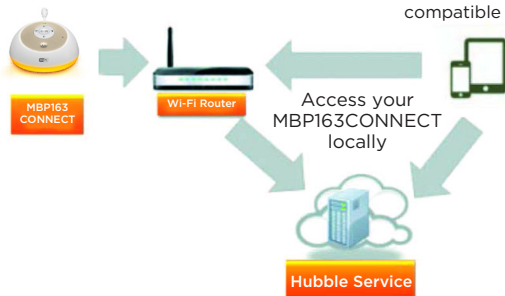 compatible
MBP163
CONNECT
Wi-Fi Router
Access your
MBP163CONNECT
locally
Hubble Service